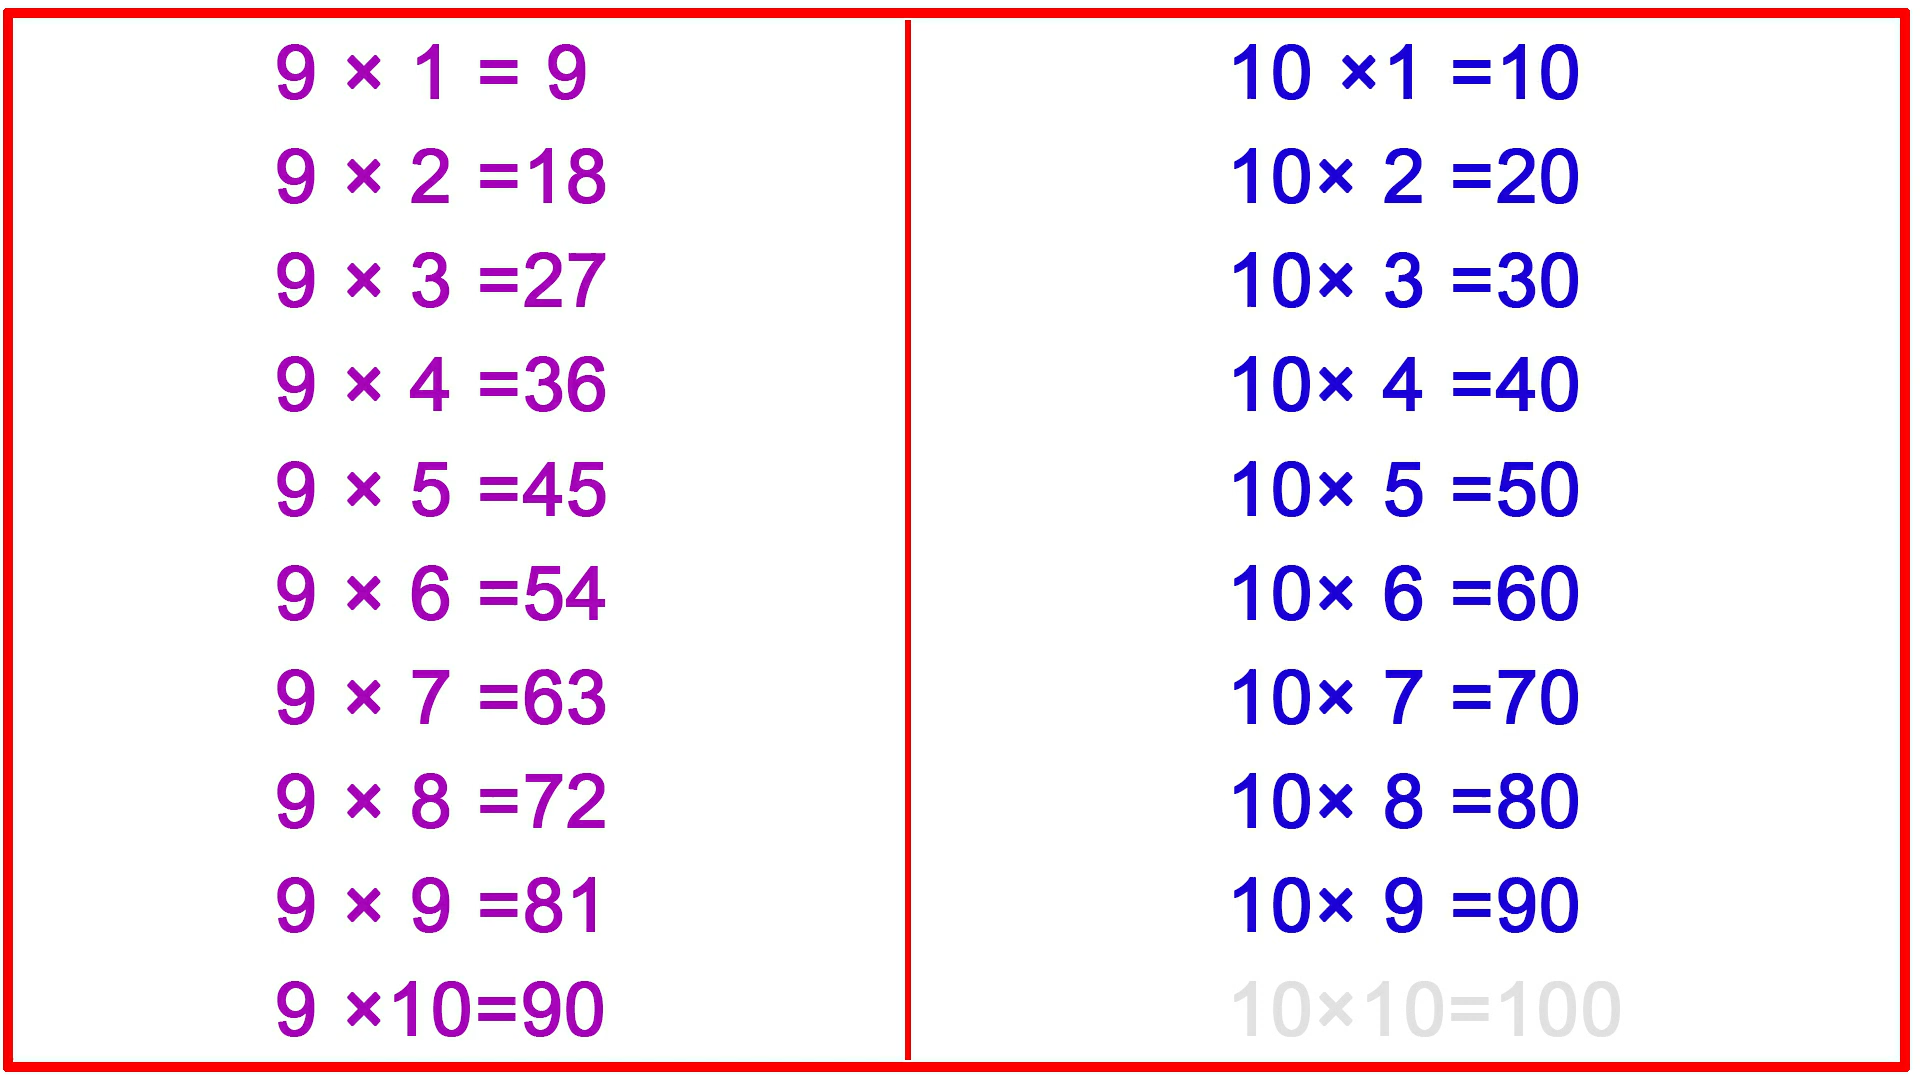 9 × 1 = 9
9 × 2 =18
9 × 3 =27
9 × 4 =36
9 × 5 =45
9 × 6 =54
9 × 7 =63
9 × 8 =72
9 × 9 =81
9 ×10=90
10 ×1 =10
10× 2 =20
10× 3 =30
10× 4 =40
10× 5 =50
10× 6 =60
10× 7 =70
10× 8 =80
10× 9 =90
10×10=100